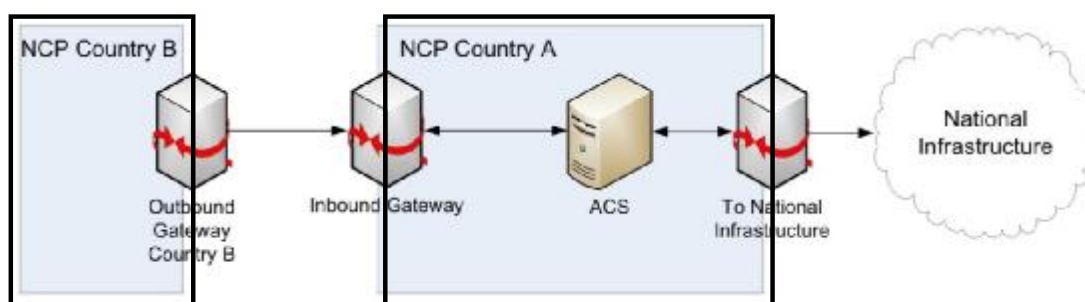 NCP Country B
NCP Country A
National
Infrastructure
Outbound
Gateway
Country B
Inbound Gateway
ACS
To National
Infrastructure